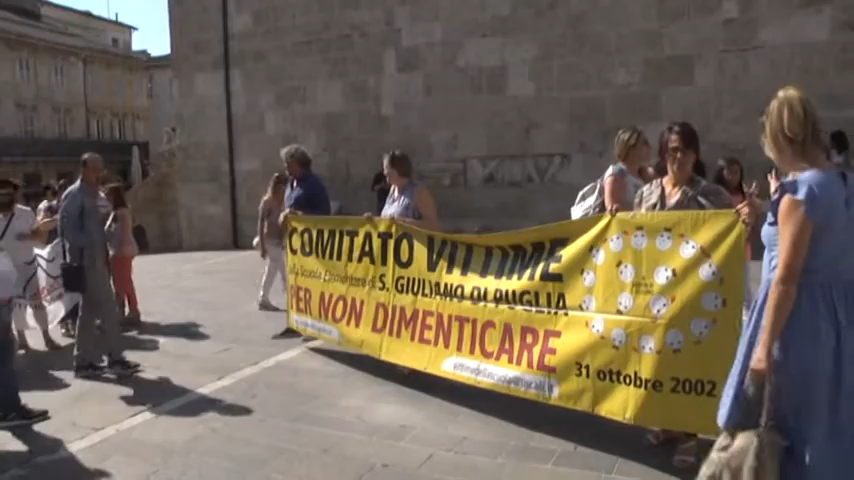 COMITATO VITTIME
della Scuola Elementare di S. GIULIANO DI PUGLIA
PER NON DIMENTICARE
31 ottobre 2002